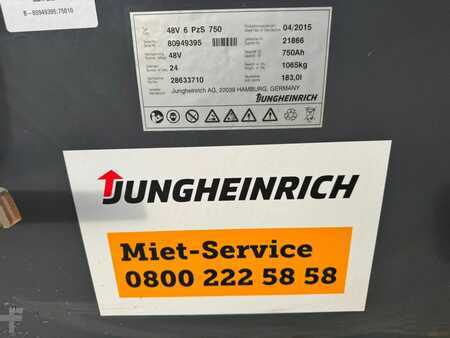 B - 80949395:75010
48V 6 PzS 750
04/2015
80949395
21866
48V
750Ah
24
1065kg
28633710
183,0l
Jungheinrich AG, 22039 HAMBURG, GERMANY
JUNGHEINRICH
JUNGHEINRICH
Miet-Service
0800 222 58 58